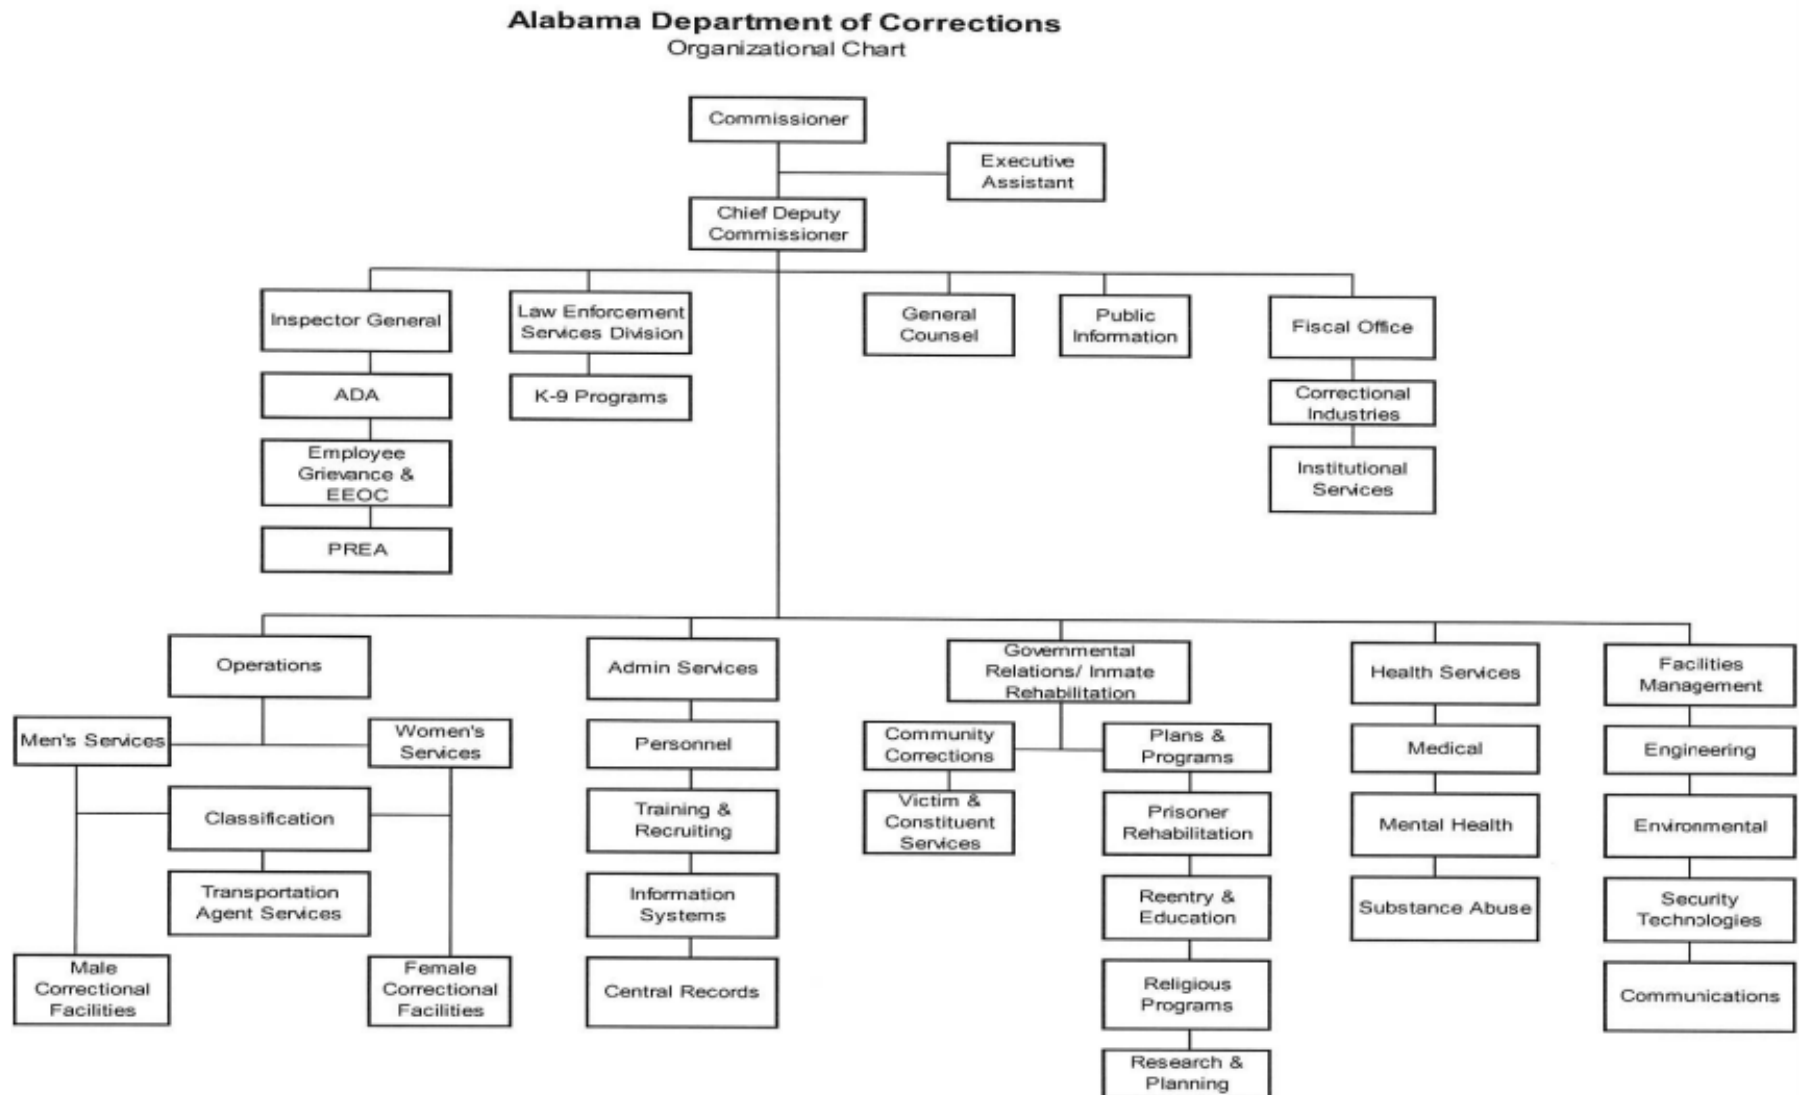 Alabama Department of Corrections
Organizational Chart
Commissioner
Executive
Assistant
Chief Deputy
Commissioner
Inspector General
Law Enforcement
Services Division
General
Counsel
Public
Information
Fiscal Office
ADA
K-9 Programs
Correctional
Industries
Employee
Grievance &
EEOC
Institutional
Services
PREA
Operations
Admin Services
Governmental
Relations/ Inmate
Rehabilitation
Health Services
Facilities
Management
Men's Services
Women's
Services
Personnel
Community
Corrections
Plans &
Programs
Medical
Engineering
Classification
Training &
Recruiting
Victim &
Constituent
Services
Prisoner
Rehabilitation
Mental Health
Environmental
Transportation
Agent Services
Information
Systems
Reentry &
Education
Substance Abuse
Security
Technologies
Male
Correctional
Facilities
Female
Correctional
Facilities
Central Records
Religious
Programs
Communications
Research &
Planning